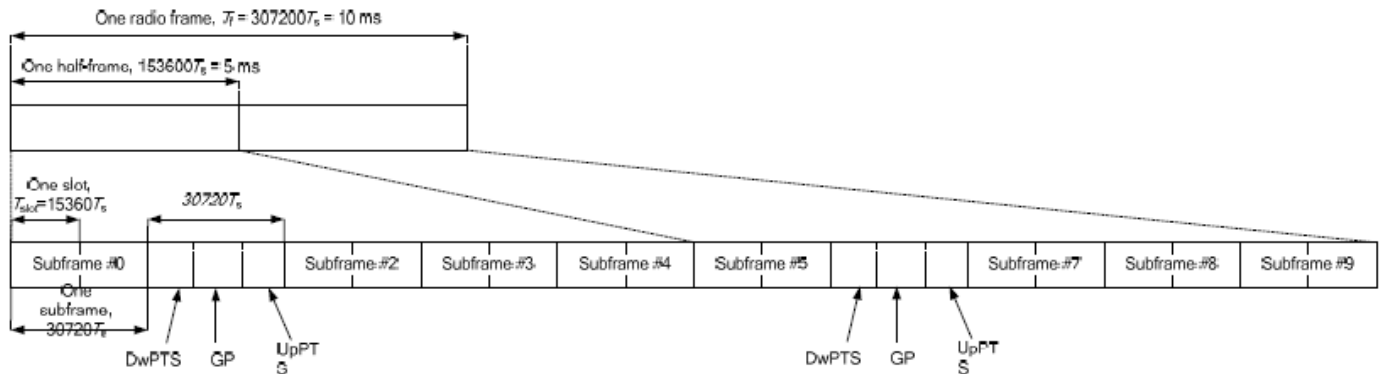 One radio frame, Tf = 307200Ts = 10 ms
One half-frame, 153600Ts = 5 ms
One slot,
Tslot=15360Ts
30720Ts
Subframe #0
Subframe #2
Subframe #3
Subframe #4
Subframe #5
Subframe #7
Subframe #8
Subframe #9
One
subframe,
30720Ts
DwPTS
GP
UpPT
S
DwPTS
GP
UpPT
S